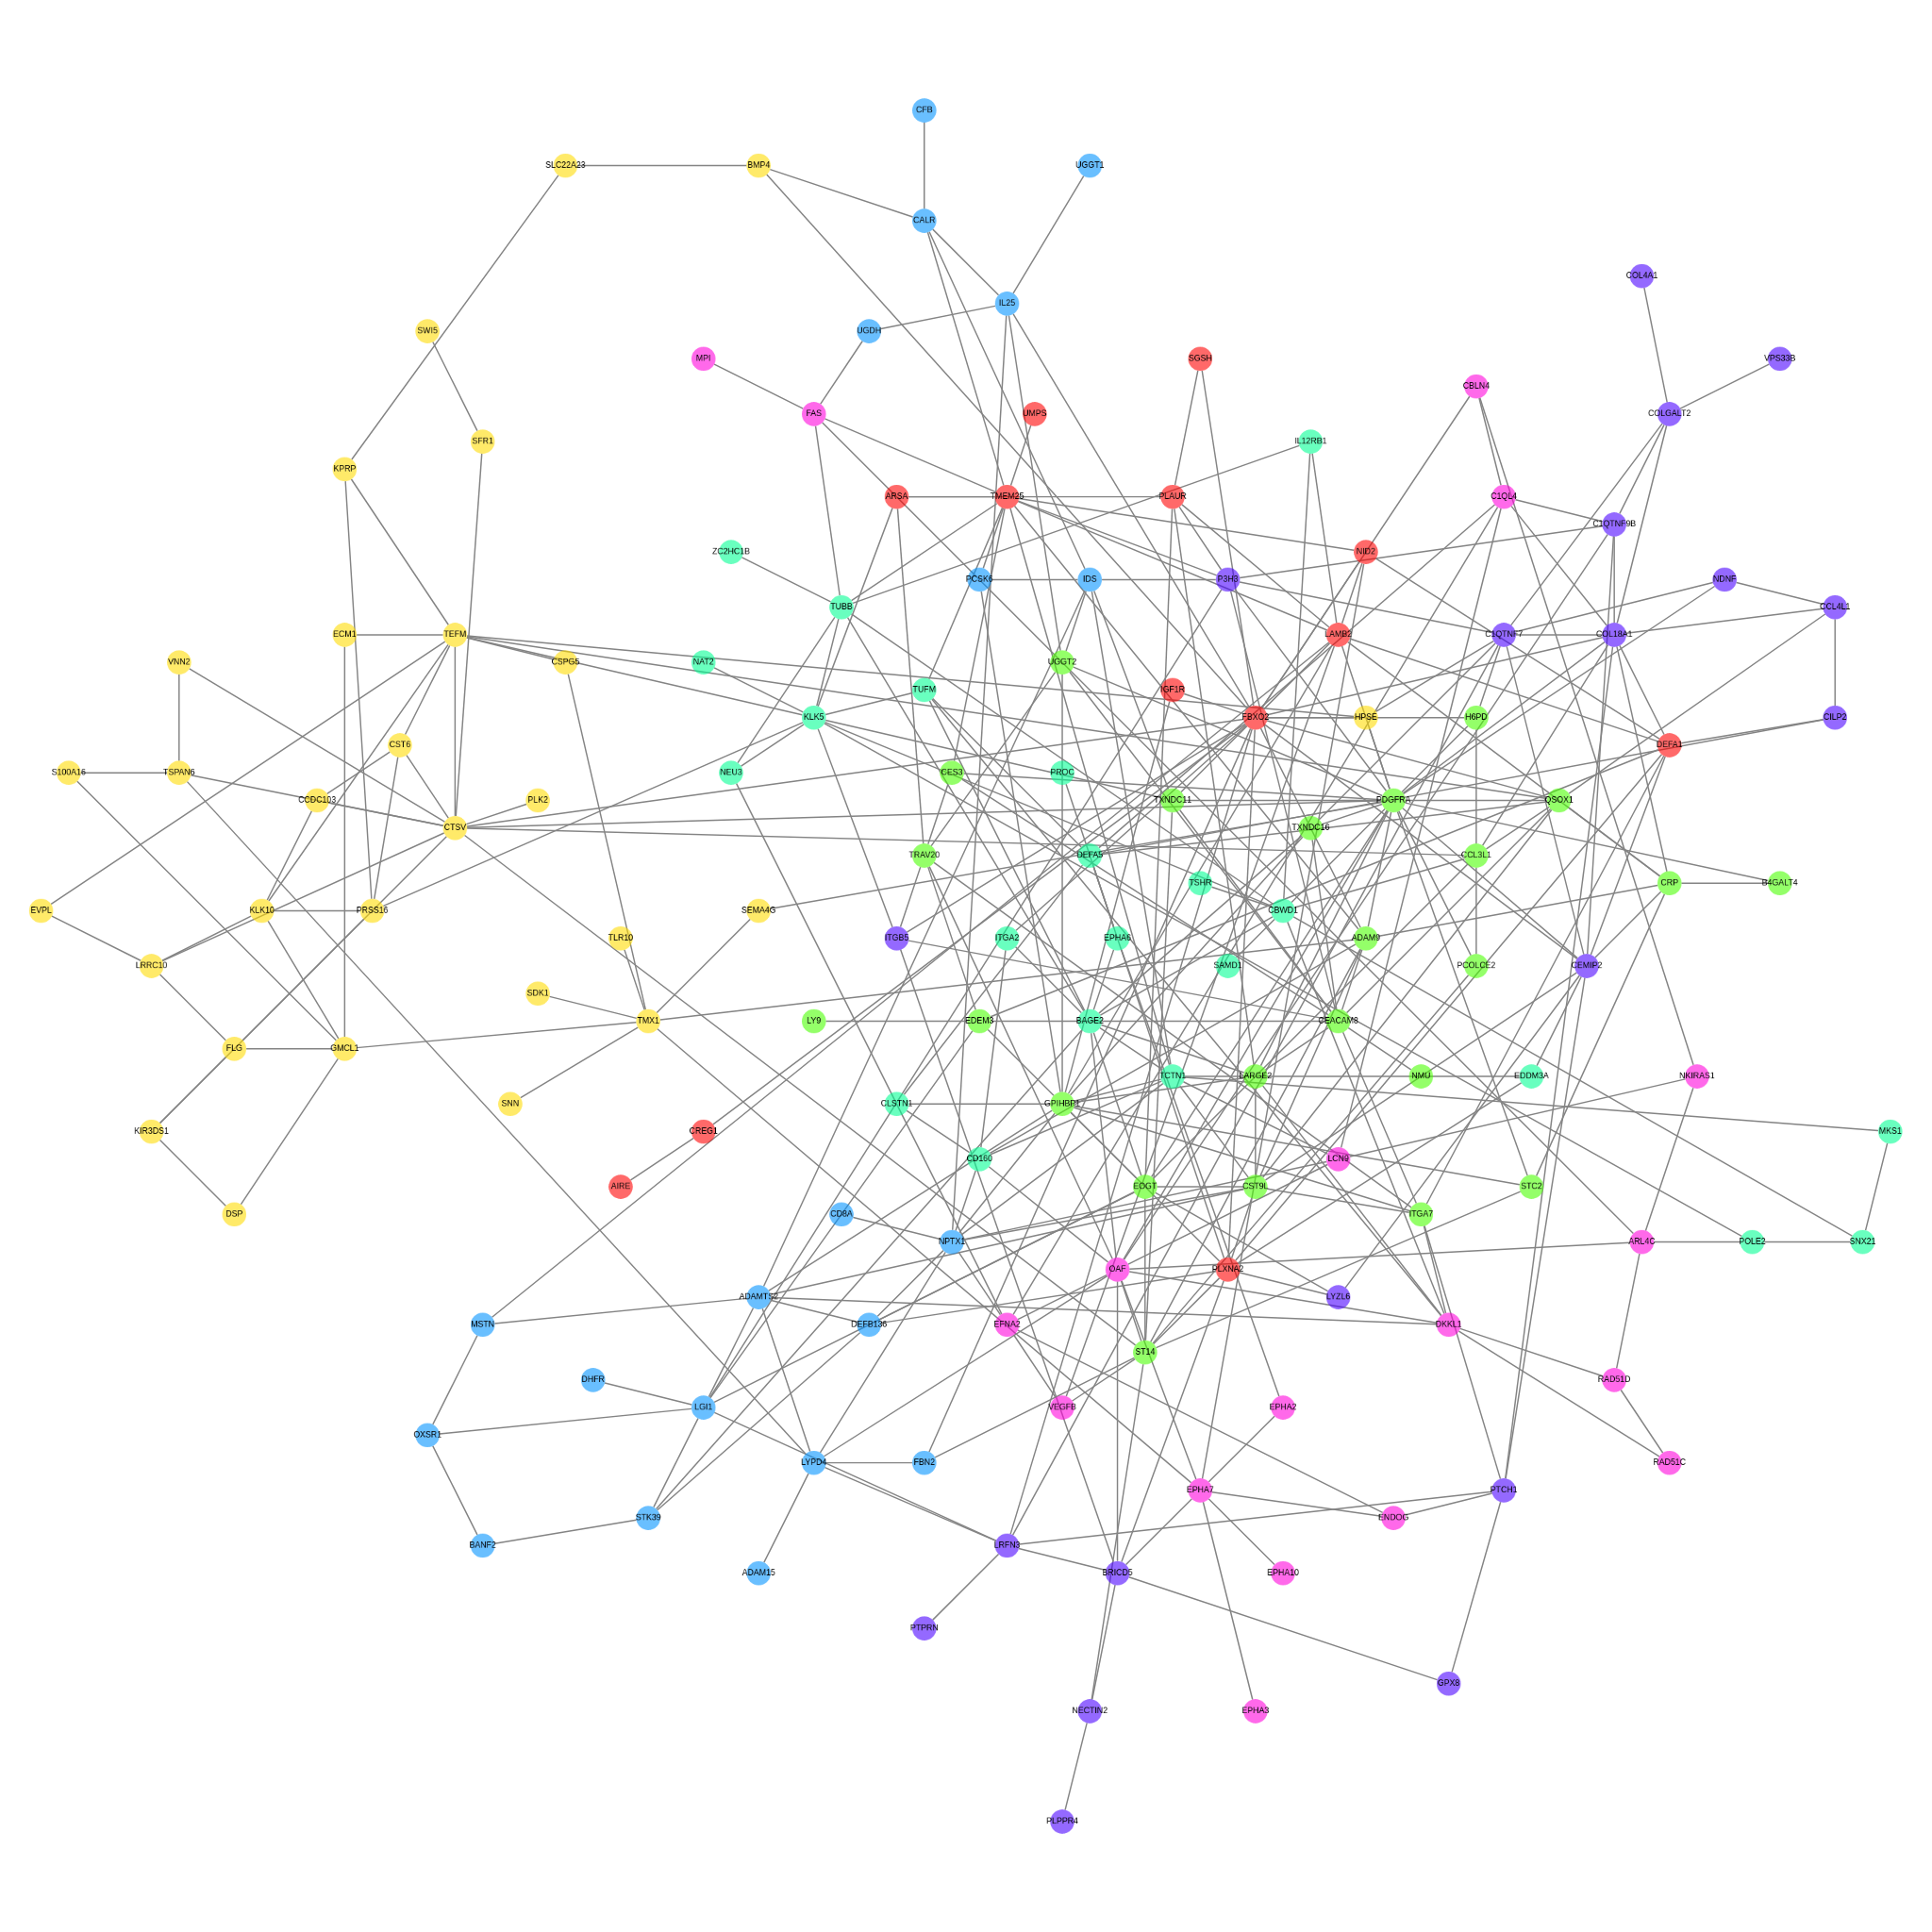 CFB
SLC22A23 BMP4 UGGT1
CALR
COL4A1
IL25
SWI5 UGDH
MPI SGSH VPS33B
CBLN4
FAS UMPS COLGALT2
SFR1 IL12RB1
KPRP
ARSA TMEM25 PLAUR C1QL4
C1QTNF9B
ZC2HC1B NID2
PCSK6 IDS P3H3 NDNF
TUBB CCL4L1
ECM1 TEFM LAMB2 C1QTNF7 COL18A1
VNN2 CSPG5 NAT2 UGGT2
TUFM IGF1R
KLK5 FBXO2 HPSE H6PD CILP2
CST6 DEFA1
S100A16 TSPAN6 NEU3 CES3 PROC
CCDC103 PLK2 TXNDC11 PDGFRA QSOX1
CTSV TXNDC16
TRAV20 DEFA5 CCL3L1
TSHR CRP B4GALT4
EVPL KLK10 PRSS16 SEMA4G CBWD1
TLR10 ITGB5 ITGA2 EPHA6 ADAM9
LRRC10 SAMD1 PCOLCE2 CEMIP2
SDK1
TMX1 LY9 EDEM3 BAGE2 CEACAM3
FLG GMCL1
TCTN1 LARGE2 NMU EDDM3A NKIRAS1
SNN CLSTN1 GPIHBP1
KIR3DS1 CREG1 MKS1
CD160 LCN9
AIRE EOGT CST9L STC2
DSP CD8A ITGA7
NPTX1 ARL4C POLE2 SNX21
OAF PLXNA2
ADAMTS2 LYZL6
MSTN DEFB136 EFNA2 DKKL1
ST14
DHFR RAD51D
LGI1 VEGFB EPHA2
OXSR1
LYPD4 FBN2 RAD51C
EPHA7 PTCH1
STK39 ENDOG
BANF2 LRFN3
ADAM15 BRICD5 EPHA10
PTPRN
GPX8
NECTIN2 EPHA3
PLPPR4